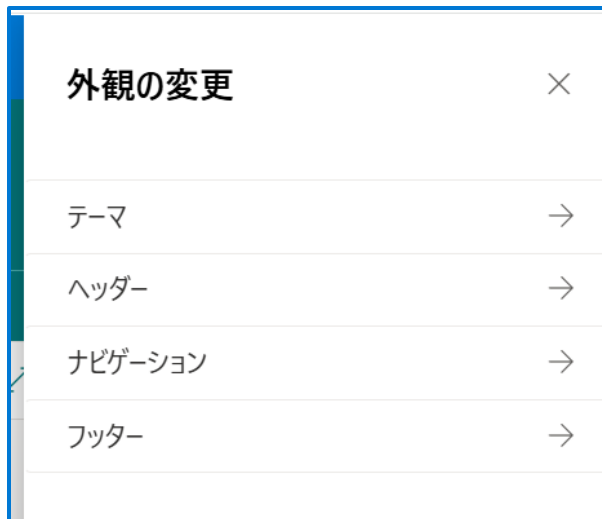 外観の変更
テーマ
ヘッダー
ナビゲーション
フッター